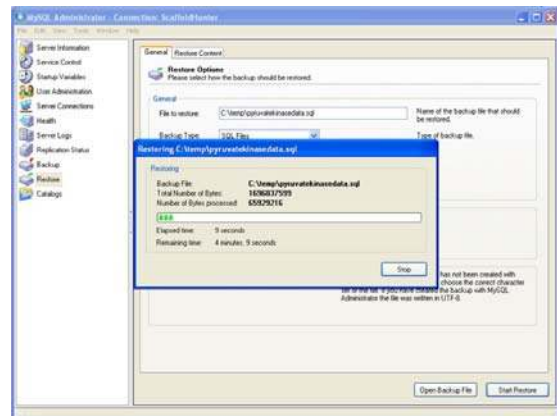 MySQL Administrator - Connection: ScaffoldHunter
File Edit View Tools Window Help
Server Information
Service Control
Startup Variables
User Administration
Server Connections
Health
Server Logs
Replication Status
Backup
Restore
Catalogs
General
Restore Content
Restore Options
Please select how the backup should be restored.
General
File to restore:
C:\temp\pyruvatekinasedata.sql
Name of the backup file that should
be restored.
Backup Type:
SQL Files
Type of backup file.
Restoring C:\temp\pyruvatekinasedata.sql
Restoring
Backup File: C:\temp\pyruvatekinasedata.sql
Total Number of Bytes: 1696037599
Number of Bytes processed: 65929216
Elapsed time: 9 seconds
Remaining time: 4 minutes, 9 seconds
Stop
has not been created with
choose the correct character
set of the file. If you have created the backup with MySQL
Administrator the file was written in UTF-8.
Open Backup File
Start Restore